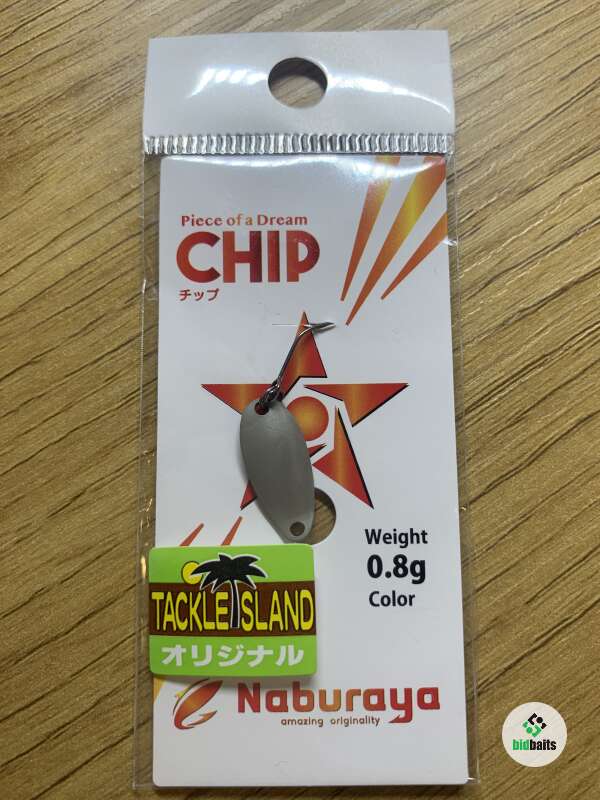 Piece of a Dream
CHIP
チップ
Weight
0.8g
Color
TACKLE ISLAND
オリジナル
Naburaya
amazing originality
bidbaits